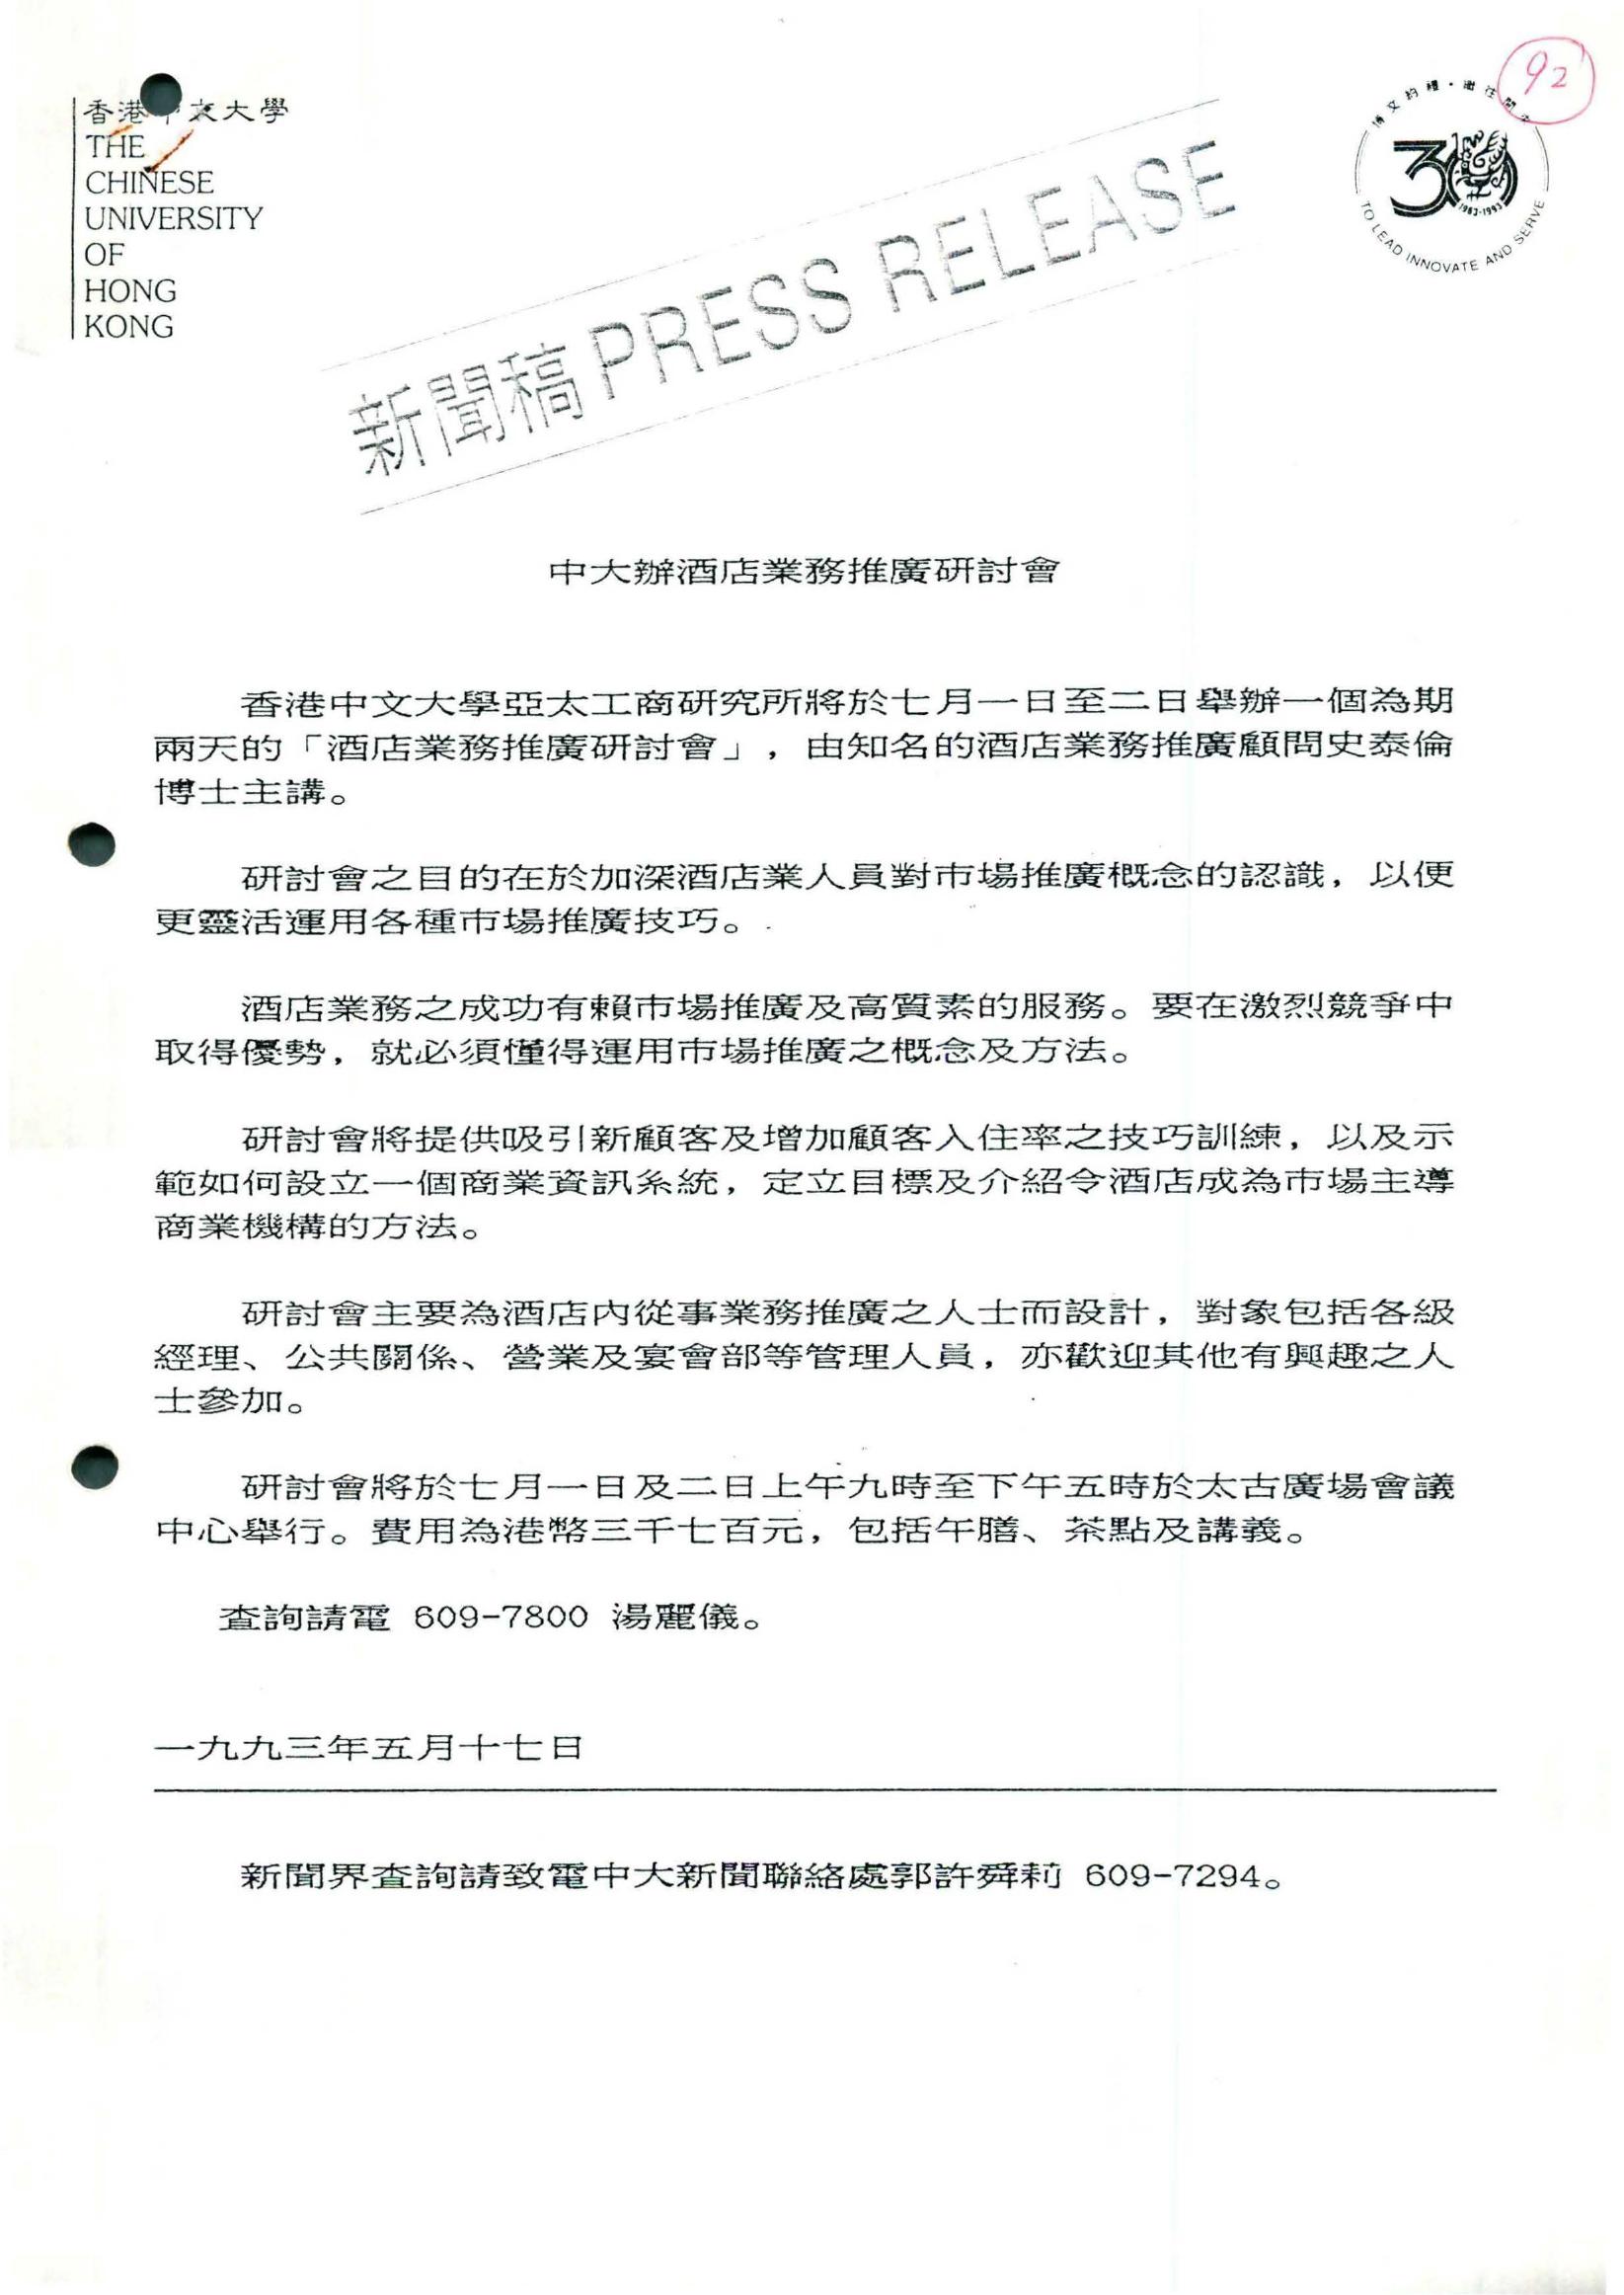 92
香港中文大學
THE
CHINESE
UNIVERSITY
OF
HONG
KONG
博文約禮·繼往開來
30
1963-1993
TO LEAD INNOVATE AND SERVE
新聞稿 PRESS RELEASE
中大辦酒店業務推廣研討會
香港中文大學亞太工商研究所將於七月一日至二日舉辦一個為期
兩天的「酒店業務推廣研討會」，由知名的酒店業務推廣顧問史泰倫
博士主講。
研討會之目的在於加深酒店業人員對市場推廣概念的認識，以便
更靈活運用各種市場推廣技巧。
酒店業務之成功有賴市場推廣及高質素的服務。要在激烈競爭中
取得優勢，就必須懂得運用市場推廣之概念及方法。
研討會將提供吸引新顧客及增加顧客入住率之技巧訓練，以及示
範如何設立一個商業資訊系統，定立目標及介紹令酒店成為市場主導
商業機構的方法。
研討會主要為酒店內從事業務推廣之人士而設計，對象包括各級
經理、公共關係、營業及宴會部等管理人員，亦歡迎其他有興趣之人
士參加。
研討會將於七月一日及二日上午九時至下午五時於太古廣場會議
中心舉行。費用為港幣三千七百元，包括午膳、茶點及講義。
查詢請電 609-7800 湯麗儀。
一九九三年五月十七日
新聞界查詢請致電中大新聞聯絡處郭許舜莉 609-7294。